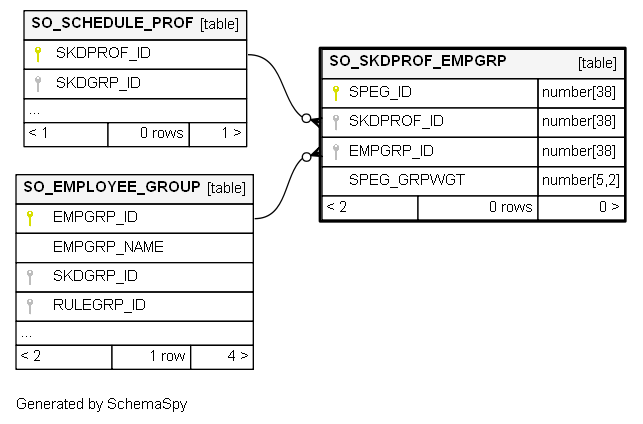 SO_SCHEDULE_PROF [table]
SKDPROF_ID
SKDGRP_ID
...
< 1 0 rows 1 >
SO_SKDPROF_EMPGRP [table]
SPEG_ID number[38]
SKDPROF_ID number[38]
EMPGRP_ID number[38]
SPEG_GRPWGT number[5,2]
< 2 0 rows 0 >
SO_EMPLOYEE_GROUP [table]
EMPGRP_ID
EMPGRP_NAME
SKDGRP_ID
RULEGRP_ID
...
< 2 1 row 4 >
Generated by SchemaSpy